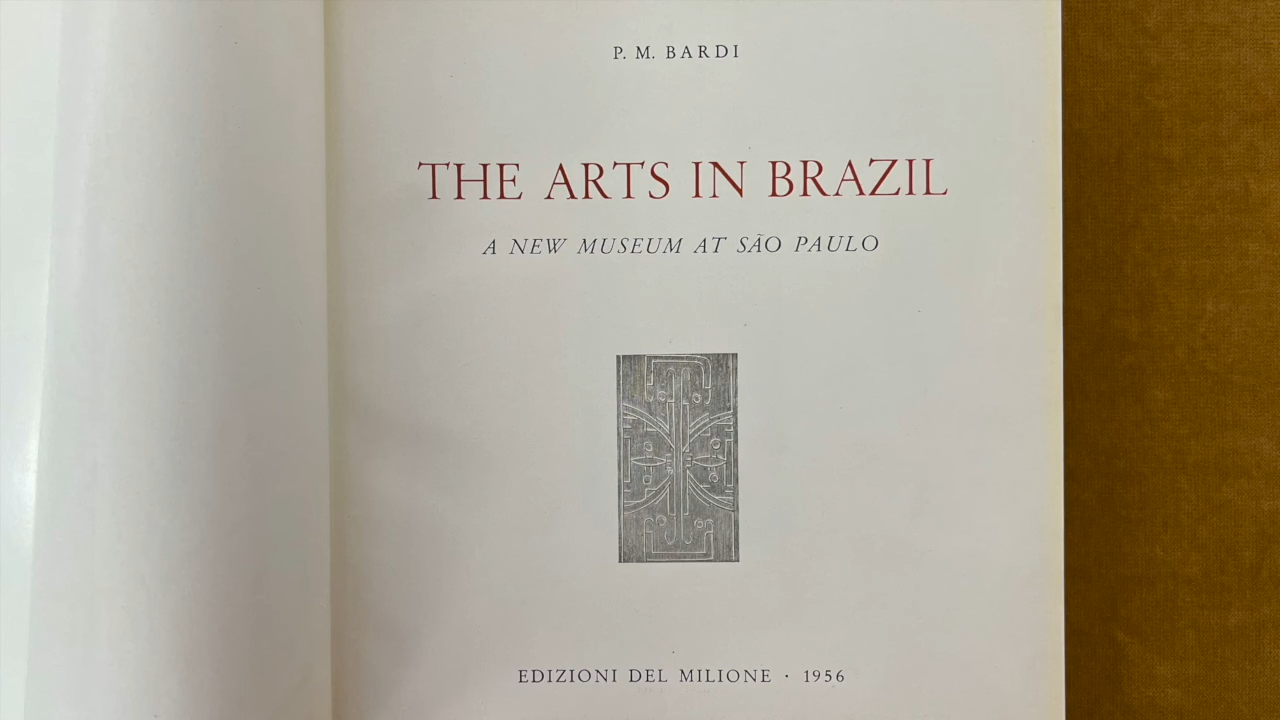 P. M. BARDI
THE ARTS IN BRAZIL
A NEW MUSEUM AT SÃO PAULO
EDIZIONI DEL MILIONE · 1956